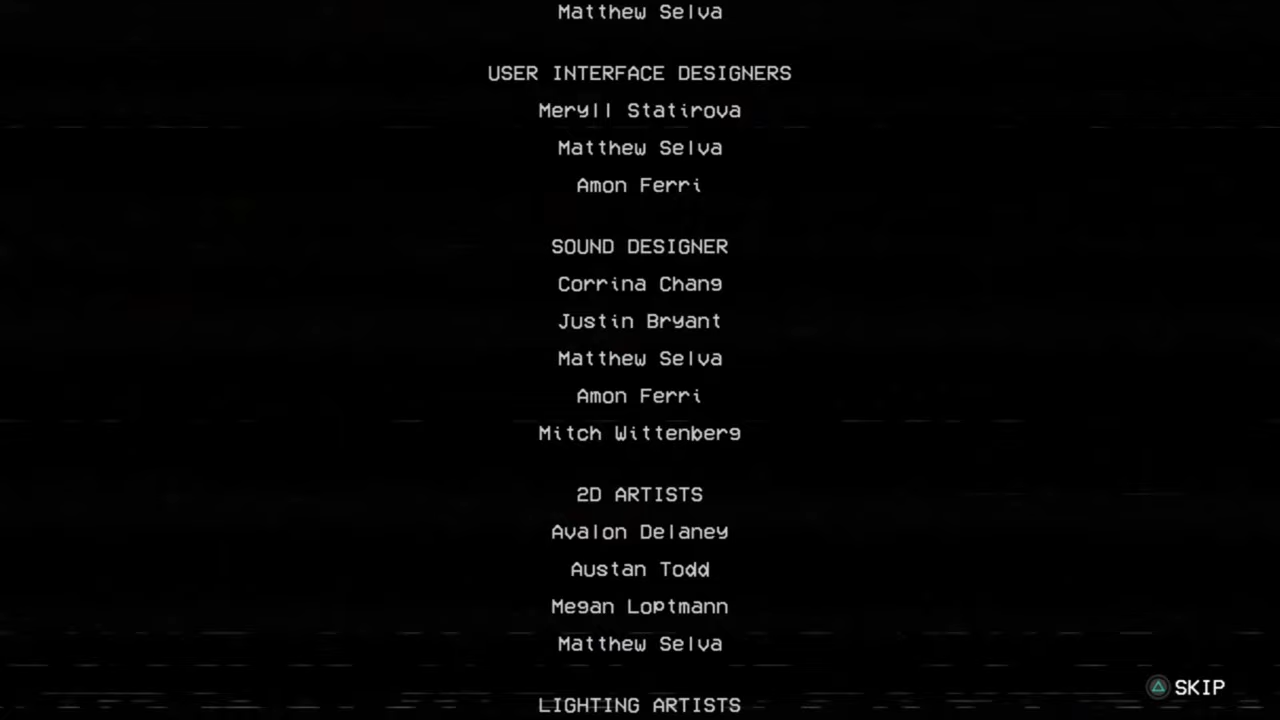 Matthew Selva
USER INTERFACE DESIGNERS
Meryll Statirova
Matthew Selva
Amon Ferri
SOUND DESIGNER
Corrina Chang
Justin Bryant
Matthew Selva
Amon Ferri
Mitch Wittenberg
2D ARTISTS
Avalon Delaney
Austan Todd
Megan Loptmann
Matthew Selva
SKIP
LIGHTING ARTISTS